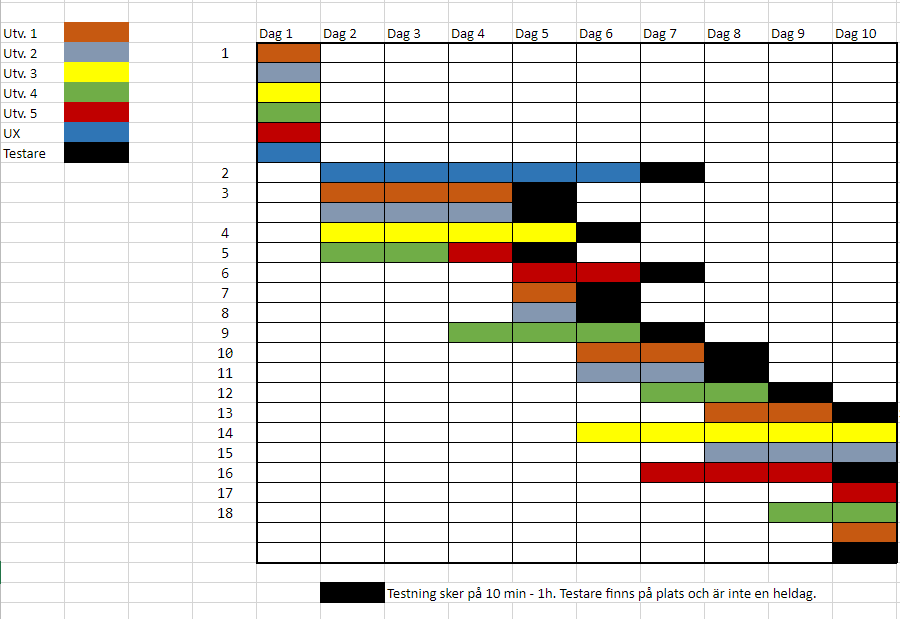 Dag 1 Dag 2 Dag 3 Dag 4 Dag 5 Dag 6 Dag 7 Dag 8 Dag 9 Dag 10
Utv. 1
Utv. 2
Utv. 3
Utv. 4
Utv. 5
UX
Testare
1
2
3
4
5
6
7
8
9
10
11
12
13
14
15
16
17
18
Testning sker på 10 min - 1h. Testare finns på plats och är inte en heldag.